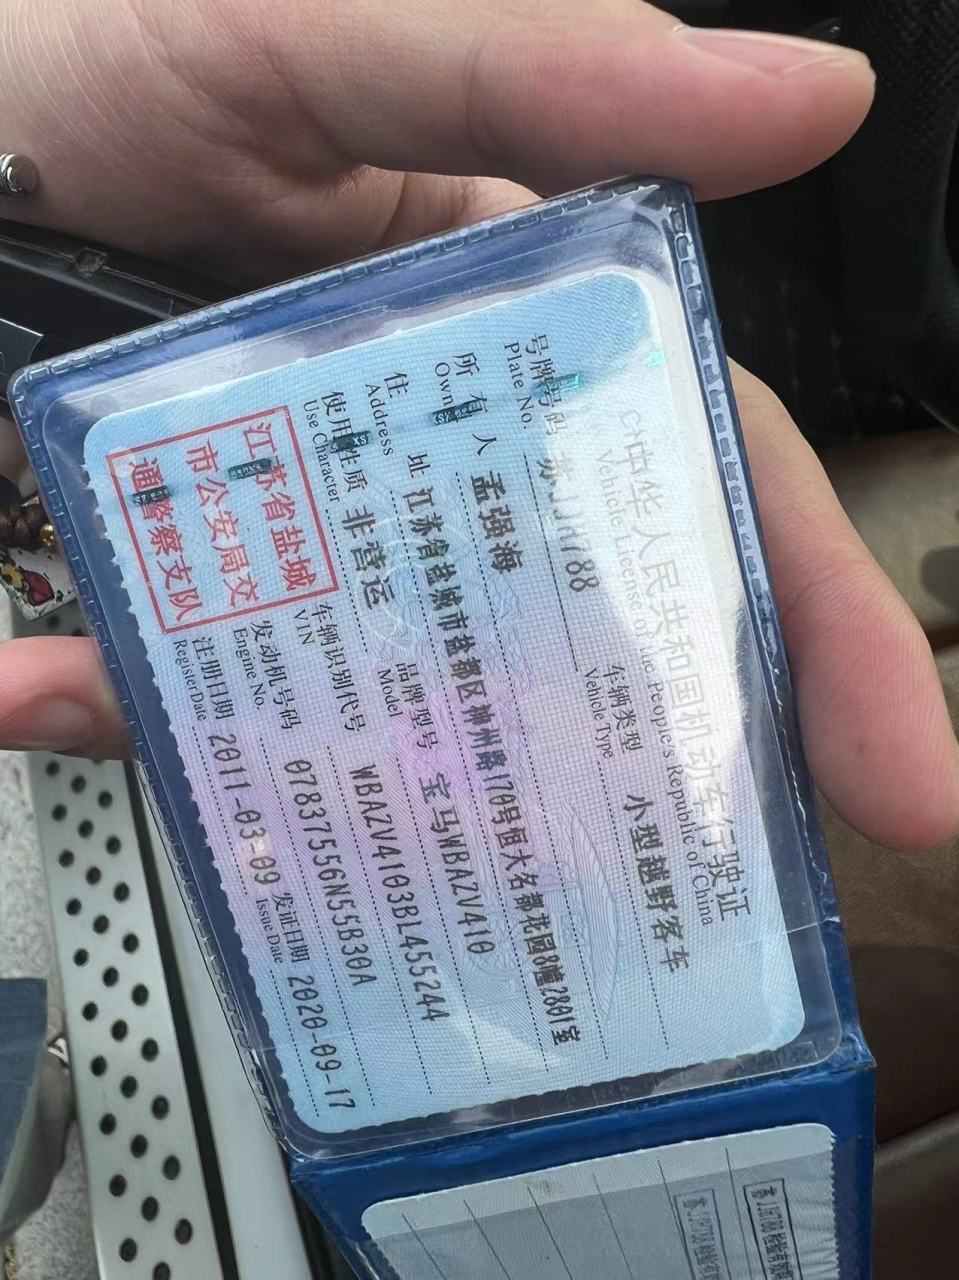 中华人民共和国机动车行驶证
Vehicle License of the People's Republic of China
号牌号码
Plate No.
车辆类型 小型越野客车
Vehicle Type
所有人 孟强海
Owner
住址 江苏省盐城市盐都区神州路170号恒大名都花园8幢2801室
Address
使用性质 非营运
Use Character
品牌型号 宝马WBAZV410
Model
江苏省盐城
市公安局交
通警察支队
车辆识别代号 WBAZV4103BL455244
VIN
发动机号码 07837556N55B30A
Engine No.
注册日期 2011-03-09
Register Date
发证日期 2020-09-17
Issue Date